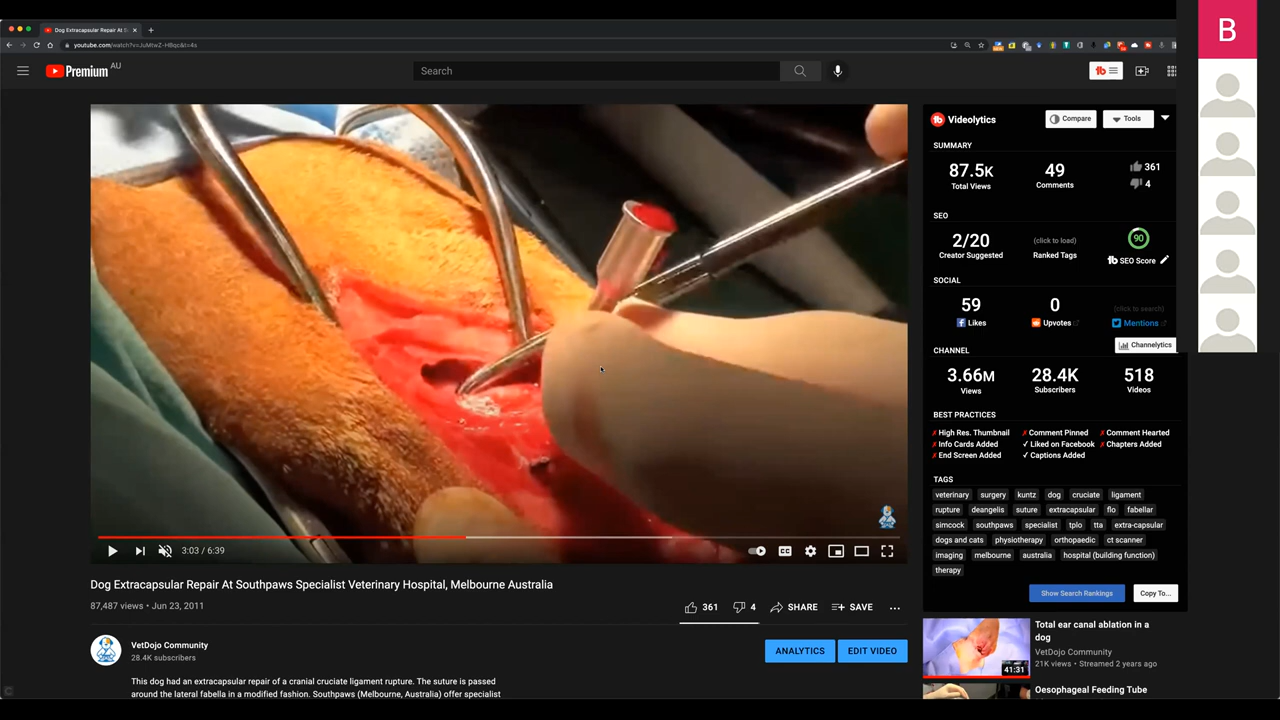 Dog Extracapsular Repair At S
youtube.com/watch?v=JuMtwZ-HBqc&t=4s
Premium AU
Search
B
Videolytics
Compare
Tools
SUMMARY
87.5K
49
361
Total Views
Comments
4
SEO
2/20
(click to load)
90
Creator Suggested
Ranked Tags
SEO Score
SOCIAL
59
0
(click to search)
Likes
Upvotes
Mentions
Channelytics
CHANNEL
3.66M
28.4K
518
Views
Subscribers
Videos
BEST PRACTICES
✗ High Res. Thumbnail ✗ Comment Pinned ✗ Comment Hearted
✗ Info Cards Added ✓ Liked on Facebook ✗ Chapters Added
✗ End Screen Added ✓ Captions Added
TAGS
veterinary surgery kuntz dog cruciate ligament
rupture deangelis suture extracapsular flo fabellar
simcock southpaws specialist tplo tta extra-capsular
dogs and cats physiotherapy orthopaedic ct scanner
imaging melbourne australia hospital (building function)
therapy
Show Search Rankings
Copy To...
3:03 / 6:39
CC
Dog Extracapsular Repair At Southpaws Specialist Veterinary Hospital, Melbourne Australia
87,487 views • Jun 23, 2011
361
4
SHARE
SAVE
...
VetDojo Community
28.4K subscribers
ANALYTICS
EDIT VIDEO
This dog had an extracapsular repair of a cranial cruciate ligament rupture. The suture is passed
around the lateral fabella in a modified fashion. Southpaws (Melbourne, Australia) offer specialist
Total ear canal ablation in a
dog
VetDojo Community
21K views • Streamed 2 years ago
41:31
Oesophageal Feeding Tube